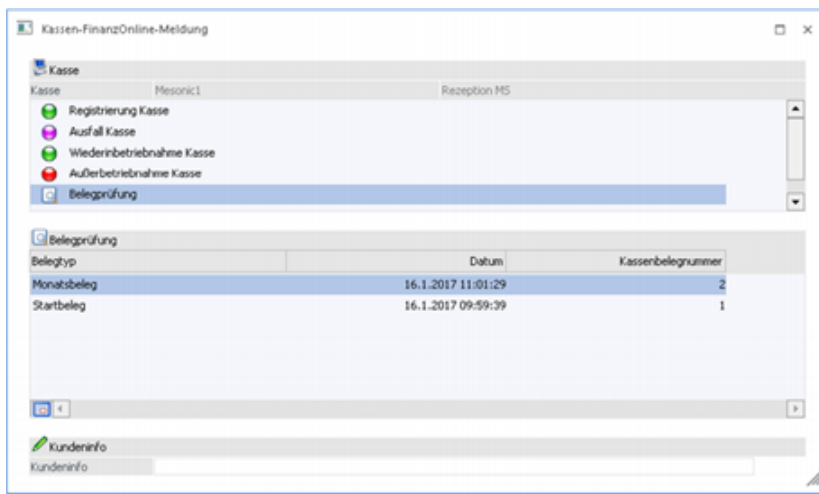 Kassen-FinanzOnline-Meldung
Kasse
Kasse Mesonic1 Rezeption MS
Registrierung Kasse
Ausfall Kasse
Wiederinbetriebnahme Kasse
Außerbetriebnahme Kasse
Belegprüfung
Belegprüfung
Belegtyp Datum Kassenbelegnummer
Monatsbeleg 16.1.2017 11:01:29 2
Startbeleg 16.1.2017 09:59:39 1
Kundeninfo
Kundeninfo